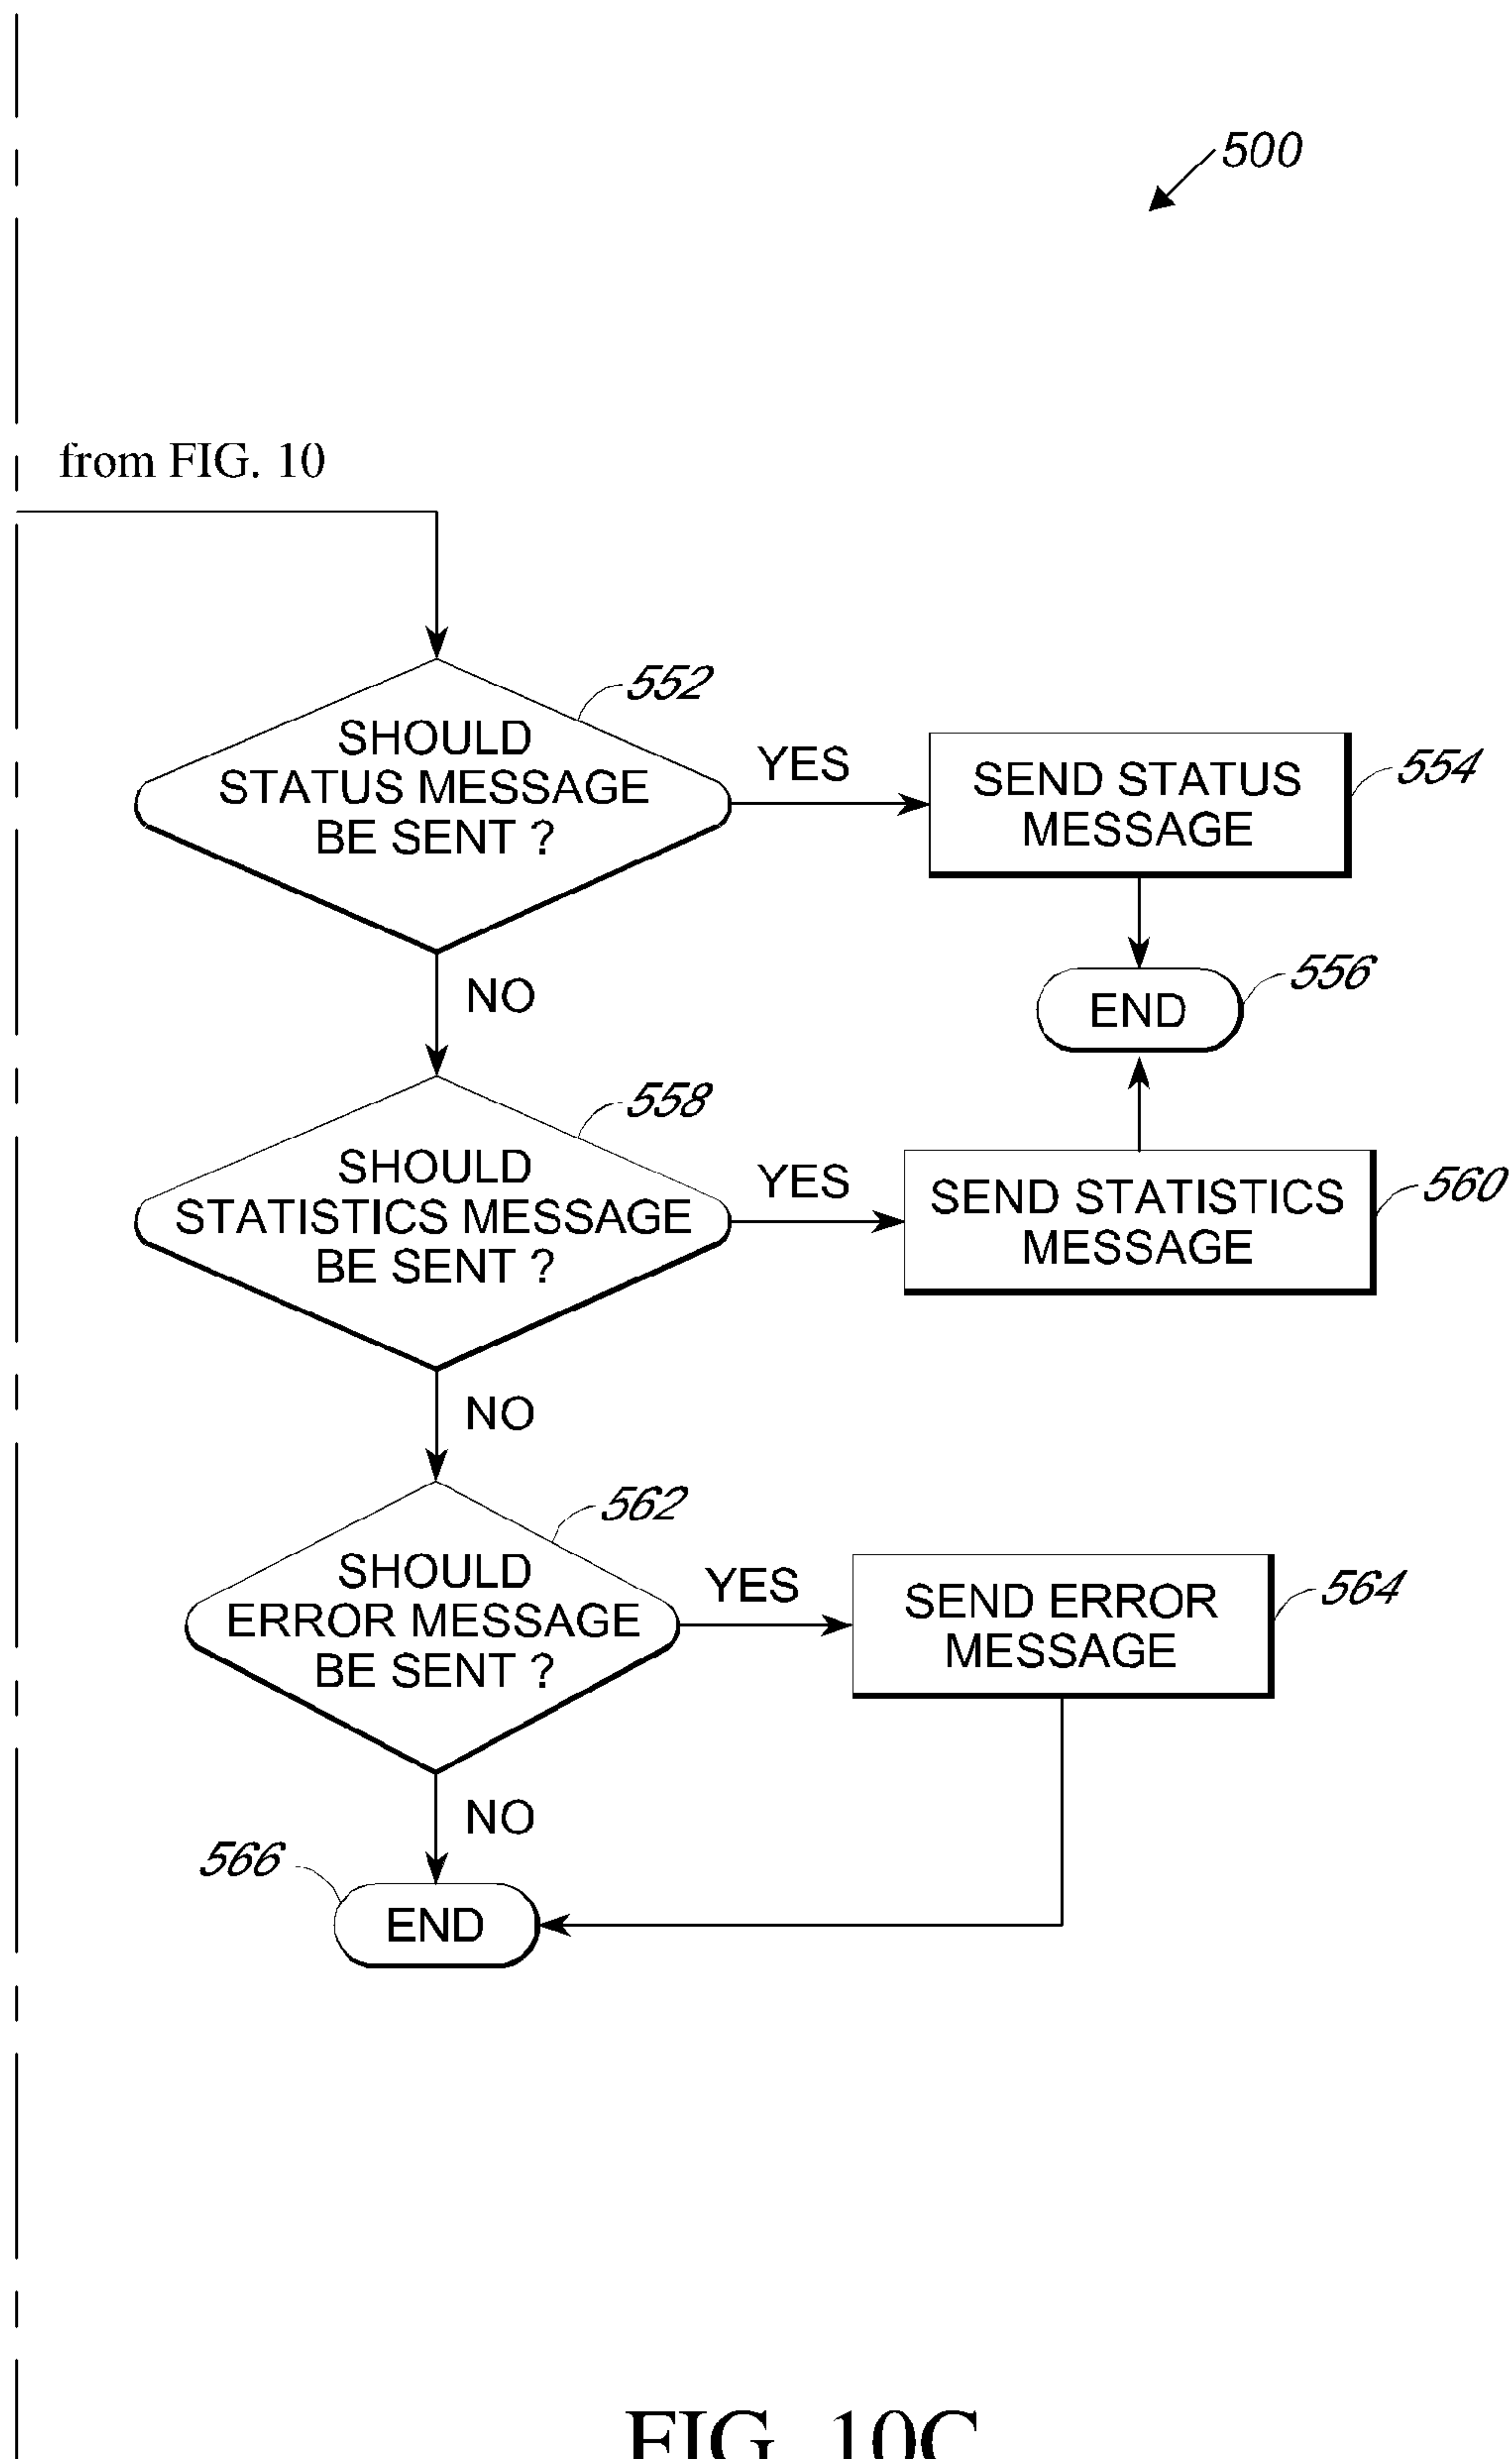 500
from FIG. 10
552
SHOULD
STATUS MESSAGE
BE SENT ?
YES
SEND STATUS
MESSAGE
554
NO
END
556
558
SHOULD
STATISTICS MESSAGE
BE SENT ?
YES
SEND STATISTICS
MESSAGE
560
NO
562
SHOULD
ERROR MESSAGE
BE SENT ?
YES
SEND ERROR
MESSAGE
564
NO
566
END
FIG. 10C